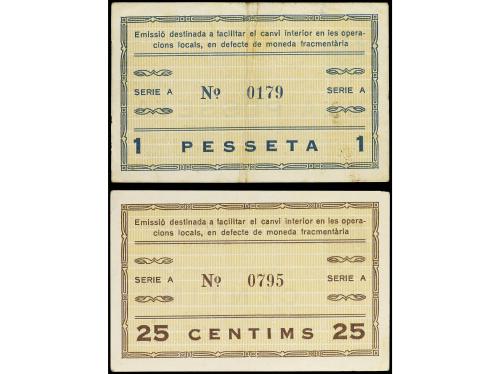 Emissió destinada a facilitar el canvi interior en les opera-
cions locals, en defecte de moneda fracmentària
SERIE A Nº 0179 SERIE A
1 PESSETA 1
Emissió destinada a facilitar el canvi interior en les opera-
cions locals, en defecte de moneda fracmentària
SERIE A Nº 0795 SERIE A
25 CENTIMS 25